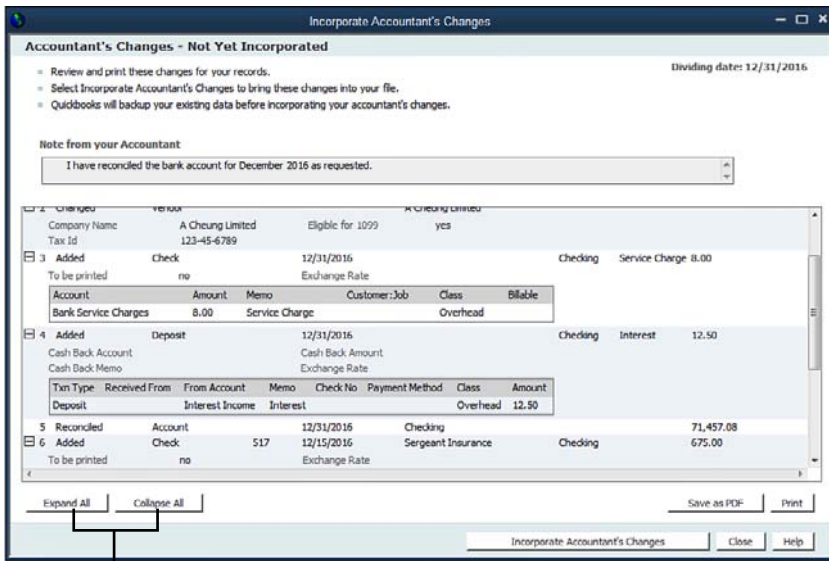 Incorporate Accountant's Changes
Accountant's Changes - Not Yet Incorporated
Dividing date: 12/31/2016
Review and print these changes for your records.
Select Incorporate Accountant's Changes to bring these changes into your file.
Quickbooks will backup your existing data before incorporating your accountant's changes.
Note from your Accountant
I have reconciled the bank account for December 2016 as requested.
2 Changed Vendor A Cheung Limited
Company Name A Cheung Limited Eligible for 1099 yes
Tax Id 123-45-6789
3 Added Check 12/31/2016 Checking Service Charge 8.00
To be printed no Exchange Rate
Account Amount Memo Customer:Job Class Billable
Bank Service Charges 8.00 Service Charge Overhead
4 Added Deposit 12/31/2016 Checking Interest 12.50
Cash Back Account Cash Back Amount
Cash Back Memo Exchange Rate
Txn Type Received From From Account Memo Check No Payment Method Class Amount
Deposit Interest Income Interest Overhead 12.50
5 Reconciled Account 12/31/2016 Checking 71,457.08
6 Added Check 517 12/15/2016 Sergeant Insurance Checking 675.00
To be printed no Exchange Rate
Expand All Collapse All Save as PDF Print
Incorporate Accountant's Changes Close Help